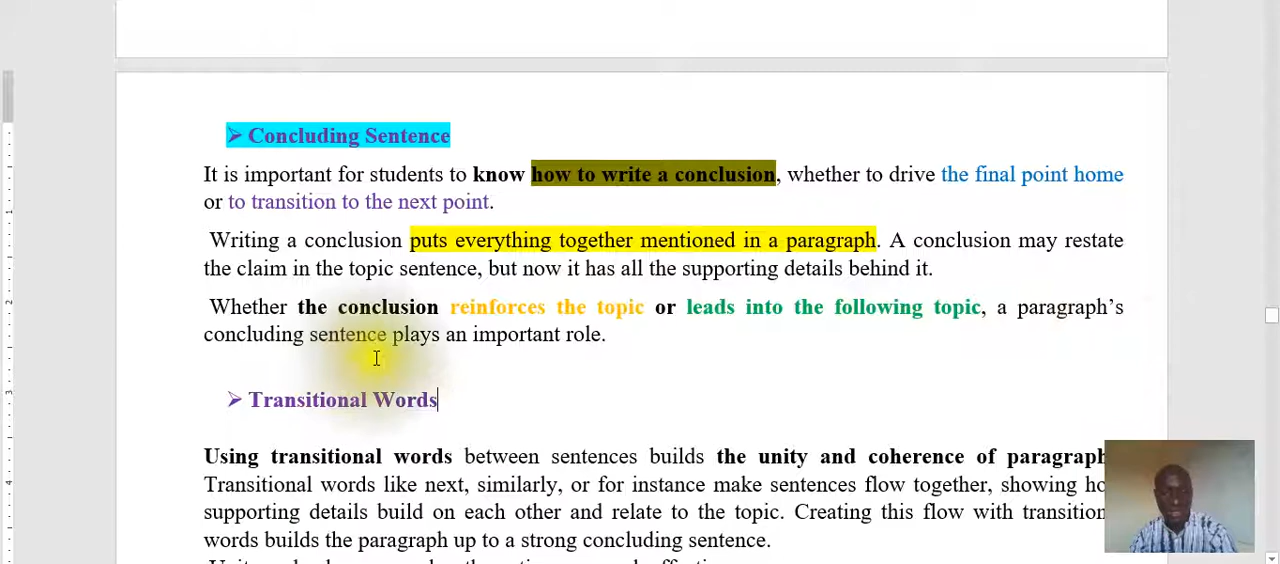 ➢ Concluding Sentence
It is important for students to know how to write a conclusion, whether to drive the final point home
or to transition to the next point.
Writing a conclusion puts everything together mentioned in a paragraph. A conclusion may restate
the claim in the topic sentence, but now it has all the supporting details behind it.
Whether the conclusion reinforces the topic or leads into the following topic, a paragraph's
concluding sentence plays an important role.
➢ Transitional Words
Using transitional words between sentences builds the unity and coherence of paragraph
Transitional words like next, similarly, or for instance make sentences flow together, showing ho
supporting details build on each other and relate to the topic. Creating this flow with transition
words builds the paragraph up to a strong concluding sentence.